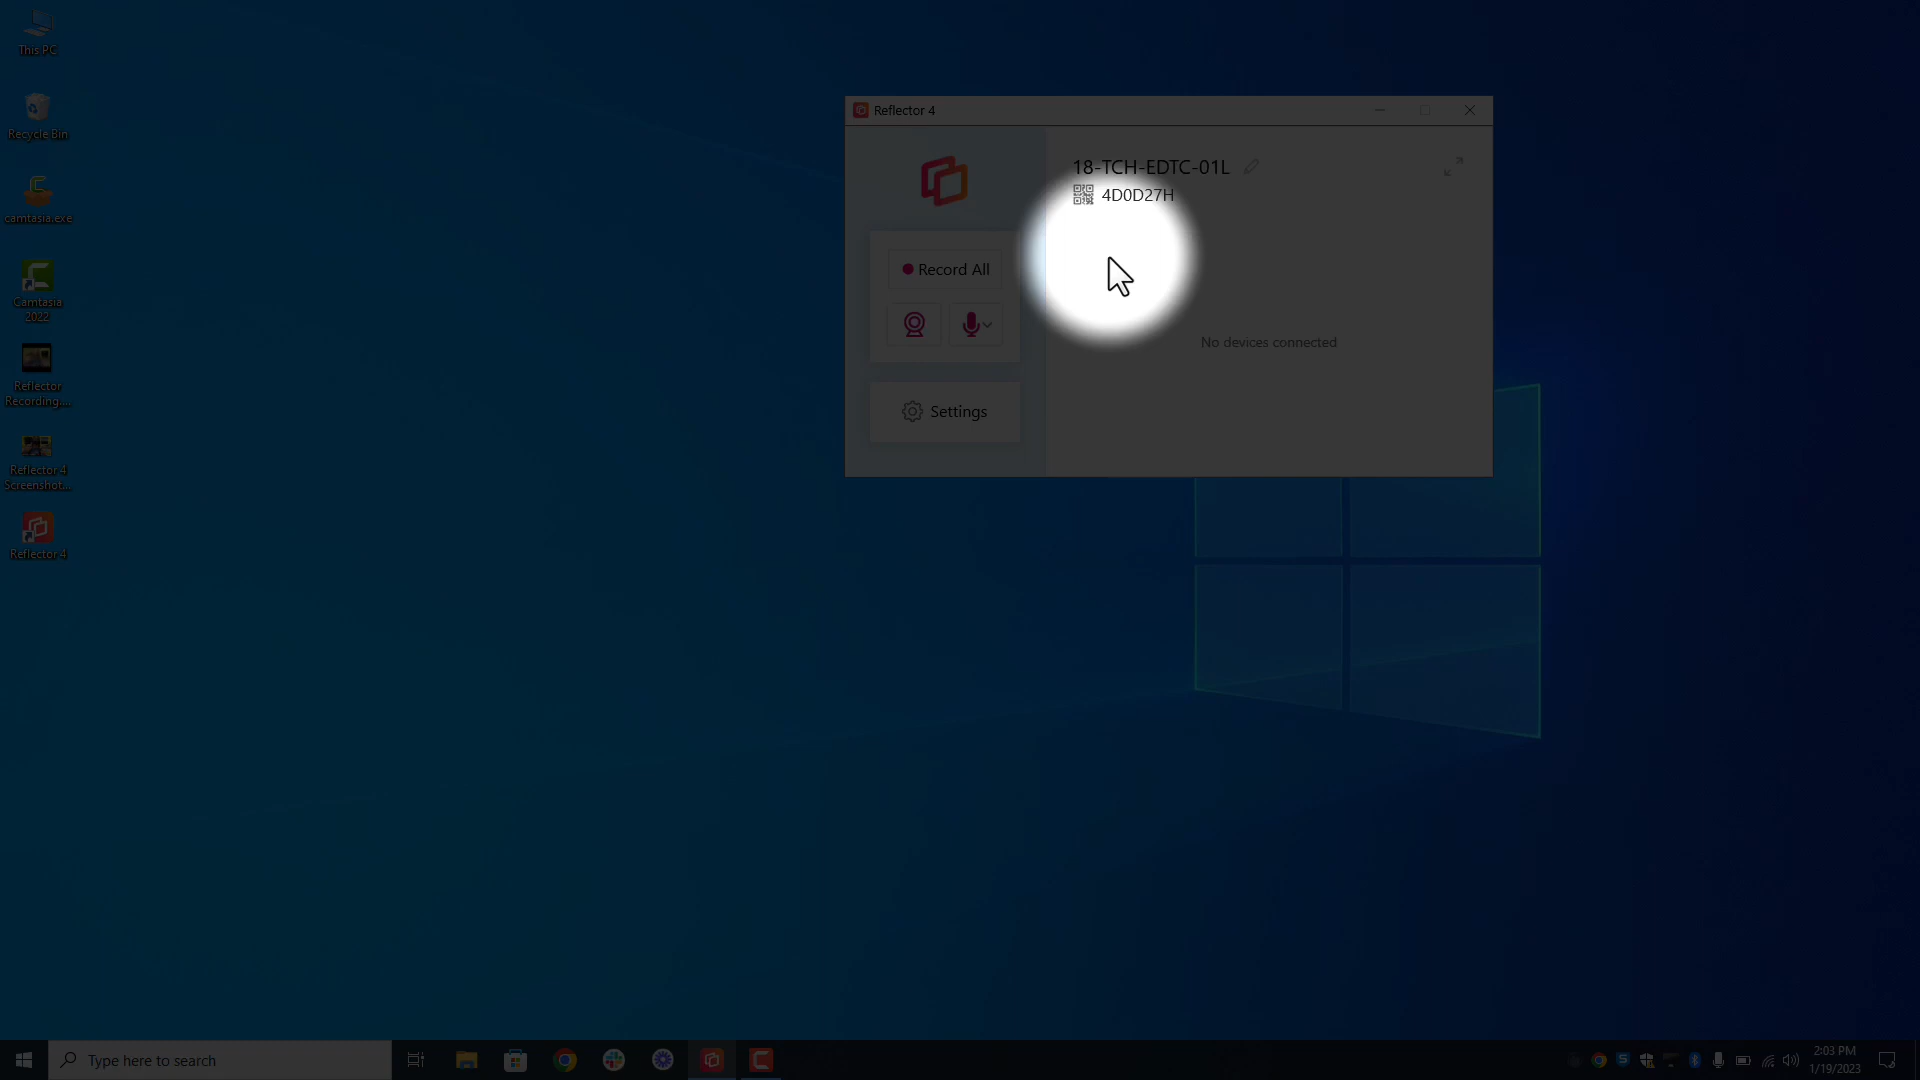 This PC
Recycle Bin
camtasia.exe
Camtasia
2022
Reflector
Recording....
Reflector 4
Screenshot...
Reflector 4
Reflector 4
18-TCH-EDTC-01L
4D0D27H
Record All
No devices connected
Settings
Type here to search
2:03 PM
1/19/2023